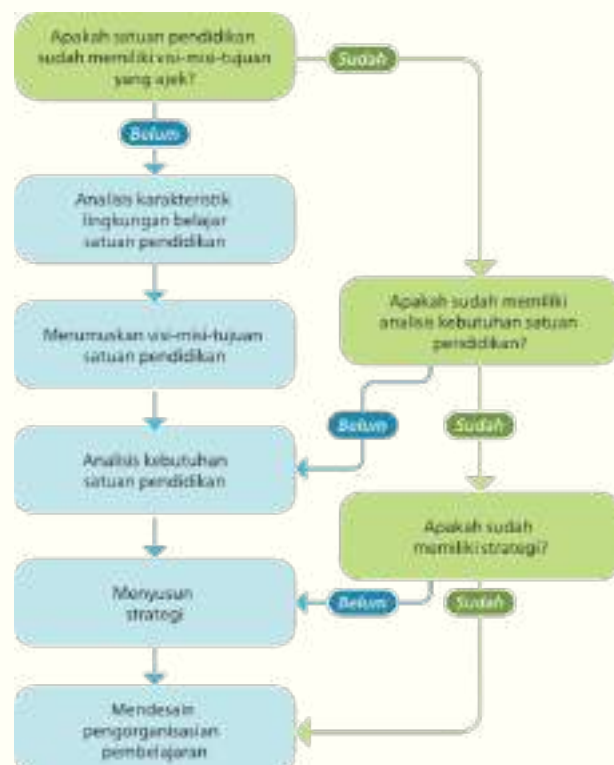 Apakah satuan pendidikan
sudah memiliki visi-misi-tujuan
yang ajek?
Sudah
Belum
Analisis karakteristik
lingkungan belajar
satuan pendidikan
Merumuskan visi-misi-tujuan
satuan pendidikan
Apakah sudah memiliki
analisis kebutuhan satuan
pendidikan?
Belum
Sudah
Analisis kebutuhan
satuan pendidikan
Apakah sudah
memiliki strategi?
Menyusun
strategi
Belum
Sudah
Mendesain
pengorganisasian
pembelajaran